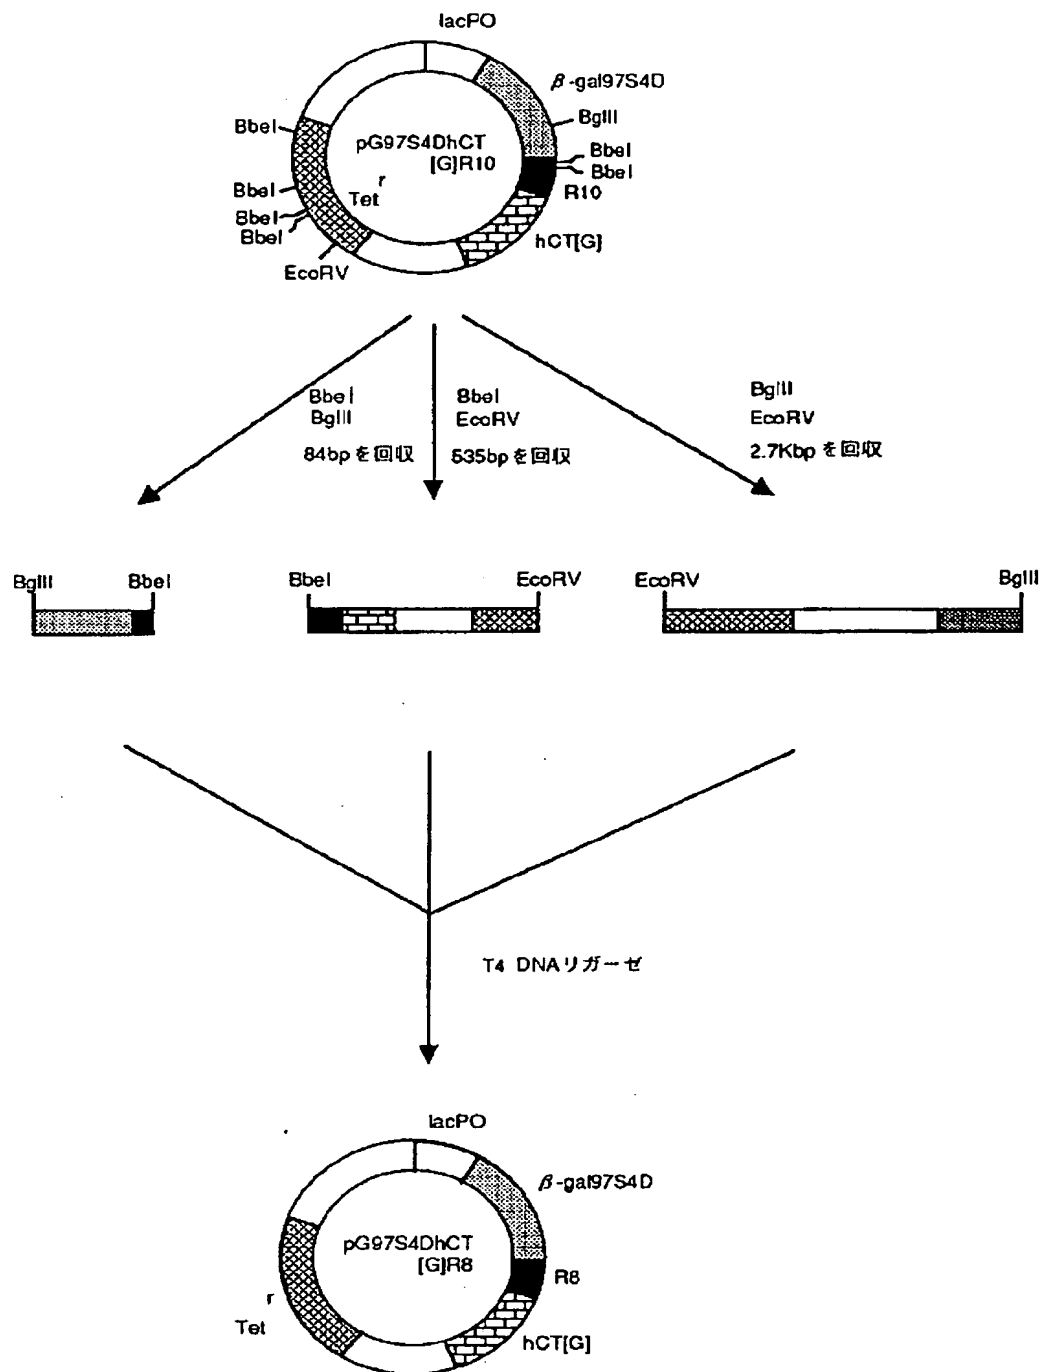 lacPO
β-gal97S4D
BglII
BbeI
BbeI
R10
hCT[G]
pG97S4DhCT
[G]R10
r
Tet
BbeI
BbeI
BbeI
BbeI
EcoRV
BbeI
BglII
84bpを回収
BbeI
EcoRV
535bpを回収
BglII
EcoRV
2.7Kbpを回収
BglII
BbeI
BbeI
EcoRV
EcoRV
BglII
T4 DNAリガーゼ
lacPO
β-gal97S4D
pG97S4DhCT
[G]R8
R8
r
Tet
hCT[G]